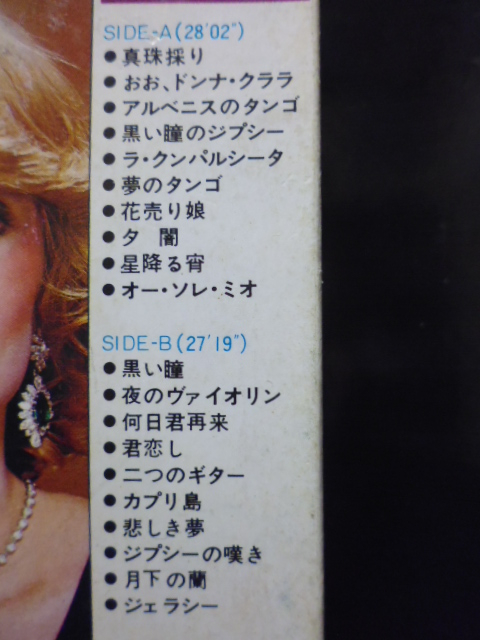 SIDE-A(28'02")
●真珠採り
●おお、ドンナ・クララ
●アルベニスのタンゴ
●黒い瞳のジプシー
●ラ・クンパルシータ
●夢のタンゴ
●花売り娘
●夕　闇
●星降る宵
●オー・ソレ・ミオ
SIDE-B(27'19")
●黒い瞳
●夜のヴァイオリン
●何日君再来
●君恋し
●二つのギター
●カプリ島
●悲しき夢
●ジプシーの嘆き
●月下の蘭
●ジェラシー